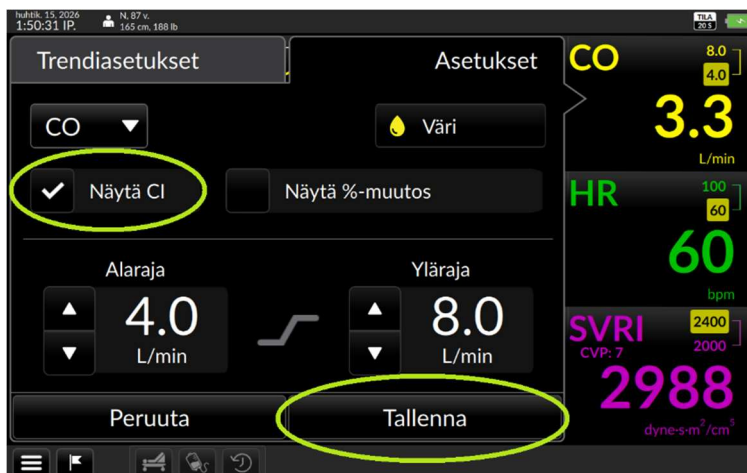 huhtik. 15, 2026
1:50:31 IP.
N, 87 v.
165 cm, 188 lb
TILA
20 S
Trendiasetukset
Asetukset
CO
Väri
Näytä CI
Näytä %-muutos
Alaraja
Yläraja
4.0
L/min
8.0
L/min
Peruuta
Tallenna
CO
8.0
4.0
3.3
L/min
HR
100
60
60
bpm
SVRI
CVP: 7
2400
2000
2988
dyne-s-m²/cm⁵